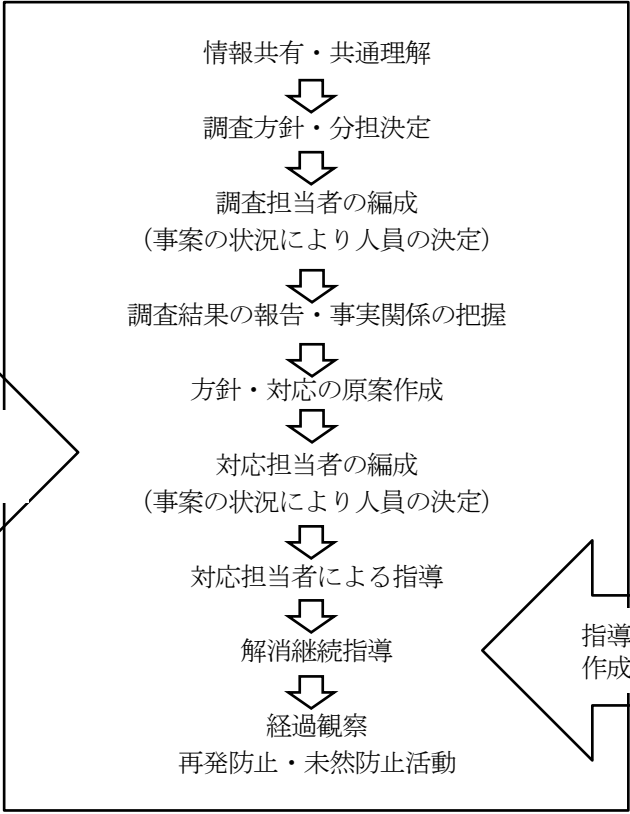 情報共有・共通理解
調査方針・分担決定
調査担当者の編成
（事案の状況により人員の決定）
調査結果の報告・事実関係の把握
方針・対応の原案作成
対応担当者の編成
（事案の状況により人員の決定）
対応担当者による指導
解消継続指導
経過観察
再発防止・未然防止活動
指導
作成